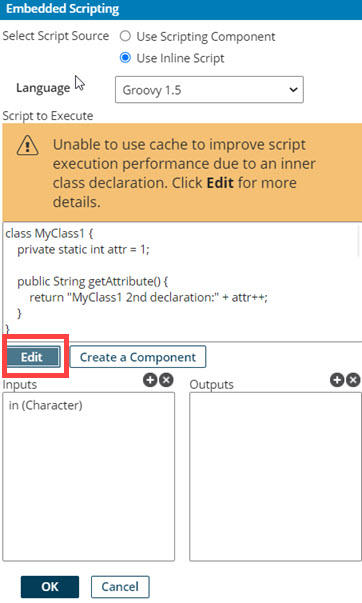 Embedded Scripting
Select Script Source
Use Scripting Component
Use Inline Script
Language
Groovy 1.5
Script to Execute
Unable to use cache to improve script
execution performance due to an inner
class declaration. Click Edit for more
details.
class MyClass1 {
private static int attr = 1;
public String getAttribute() {
return "MyClass1 2nd declaration:" + attr++;
}
}
Edit
Create a Component
Inputs
Outputs
in (Character)
OK
Cancel